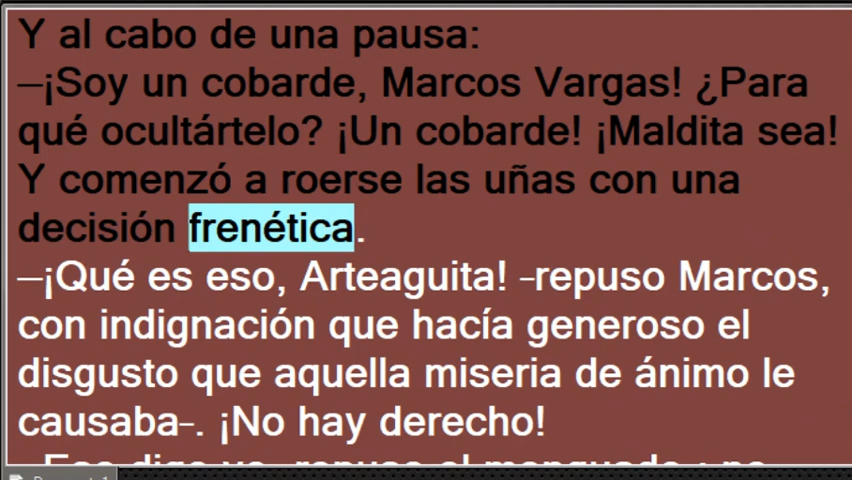 Y al cabo de una pausa:
—¡Soy un cobarde, Marcos Vargas! ¿Para
qué ocultártelo? ¡Un cobarde! ¡Maldita sea!
Y comenzó a roerse las uñas con una
decisión frenética.
—¡Qué es eso, Arteaguita! –repuso Marcos,
con indignación que hacía generoso el
disgusto que aquella miseria de ánimo le
causaba–. ¡No hay derecho!